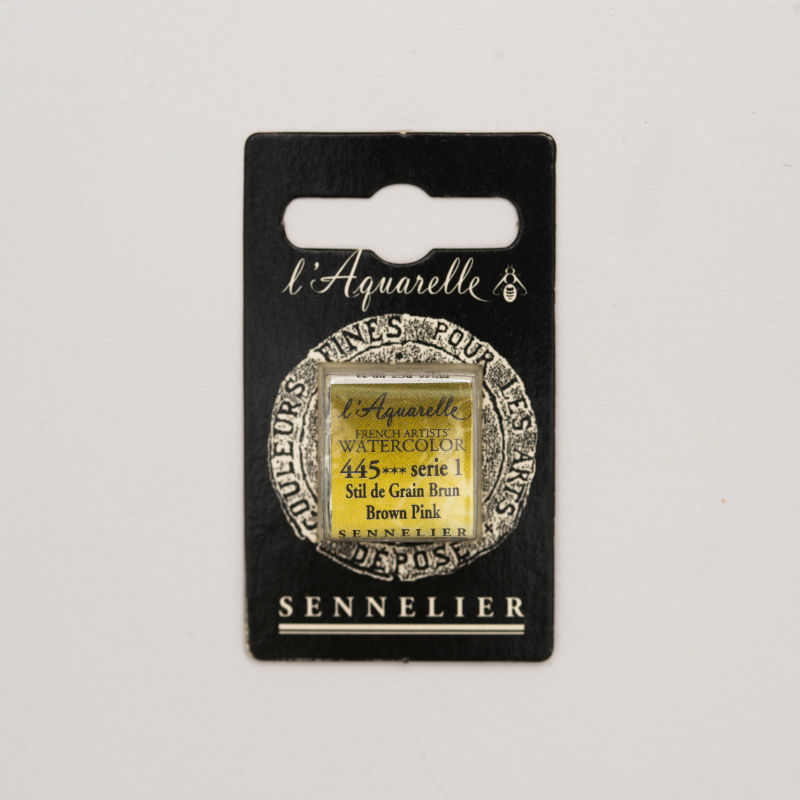 l'Aquarelle
COULEURS FINES POUR LES ARTS
DÉPOSÉ
l'Aquarelle
FRENCH ARTISTS'
WATERCOLOR
445*** serie 1
Stil de Grain Brun
Brown Pink
SENNELIER
SENNELIER